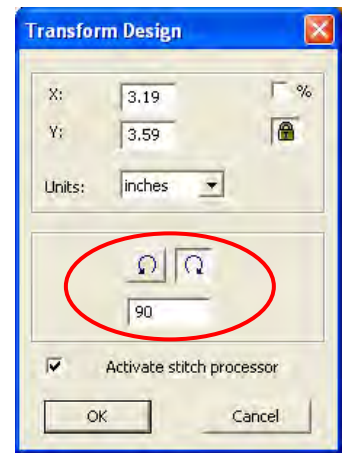 Transform Design
X: 3.19 %
Y: 3.59
Units: inches
90
Activate stitch processor
OK Cancel